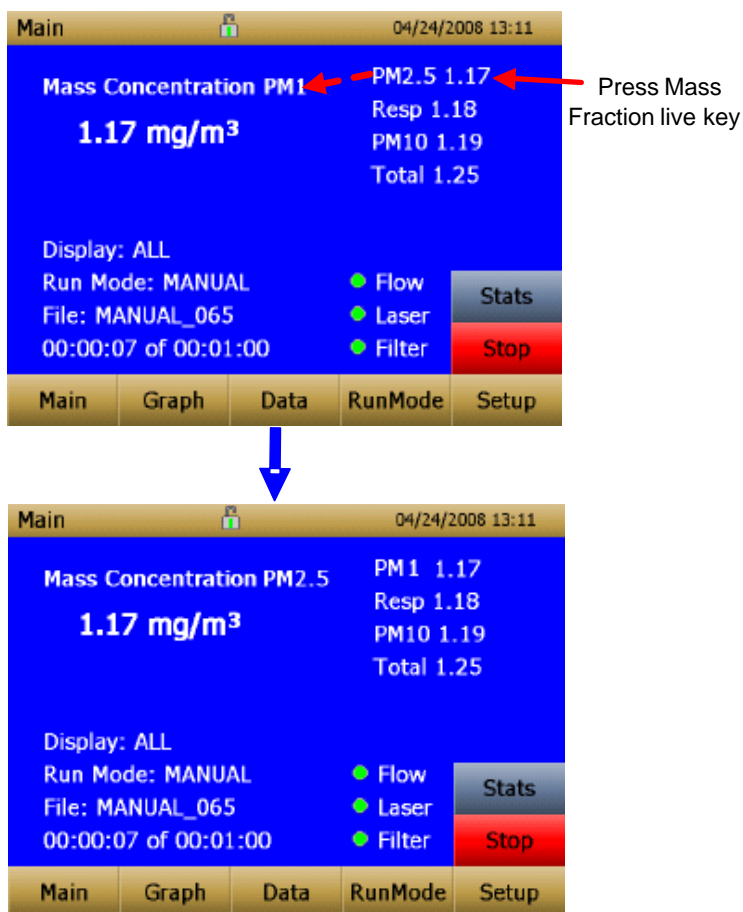 Main 04/24/2008 13:11
Mass Concentration PM1
1.17 mg/m³
PM2.5 1.17
Resp 1.18
PM10 1.19
Total 1.25
Press Mass
Fraction live key
Display: ALL
Run Mode: MANUAL
File: MANUAL_065
00:00:07 of 00:01:00
Flow
Laser
Filter
Stats
Stop
Main Graph Data RunMode Setup
Main 04/24/2008 13:11
Mass Concentration PM2.5
1.17 mg/m³
PM1 1.17
Resp 1.18
PM10 1.19
Total 1.25
Display: ALL
Run Mode: MANUAL
File: MANUAL_065
00:00:07 of 00:01:00
Flow
Laser
Filter
Stats
Stop
Main Graph Data RunMode Setup